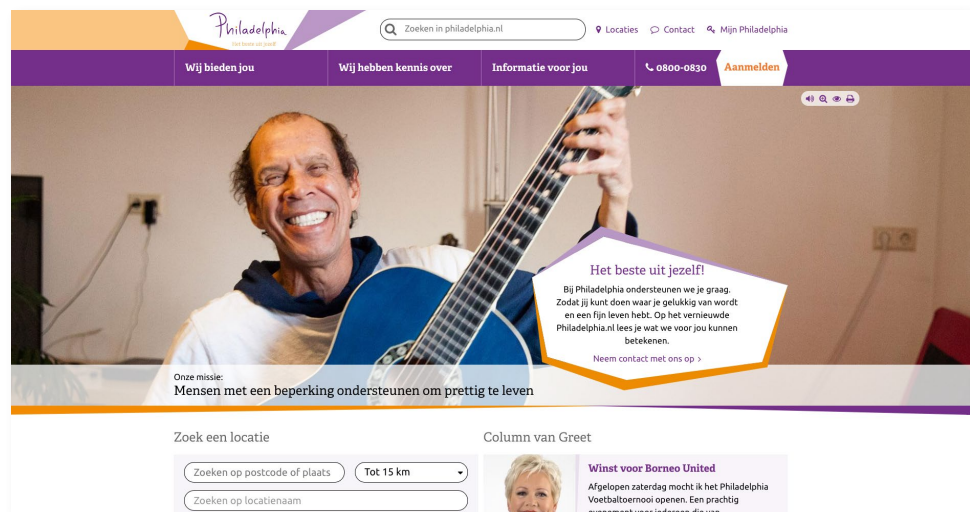 Philadelphia
Het beste uit jezelf
Zoeken in philadelphia.nl
Locaties
Contact
Mijn Philadelphia
Wij bieden jou
Wij hebben kennis over
Informatie voor jou
0800-0830
Aanmelden
Het beste uit jezelf!
Bij Philadelphia ondersteunen we je graag.
Zodat jij kunt doen waar je gelukkig van wordt
en een fijn leven hebt. Op het vernieuwde
Philadelphia.nl lees je wat we voor jou kunnen
betekenen.
Neem contact met ons op >
Onze missie:
Mensen met een beperking ondersteunen om prettig te leven
Zoek een locatie
Zoeken op postcode of plaats
Tot 15 km
Zoeken op locatienaam
Column van Greet
Winst voor Borneo United
Afgelopen zaterdag mocht ik het Philadelphia
Voetbaltoernooi openen. Een prachtig